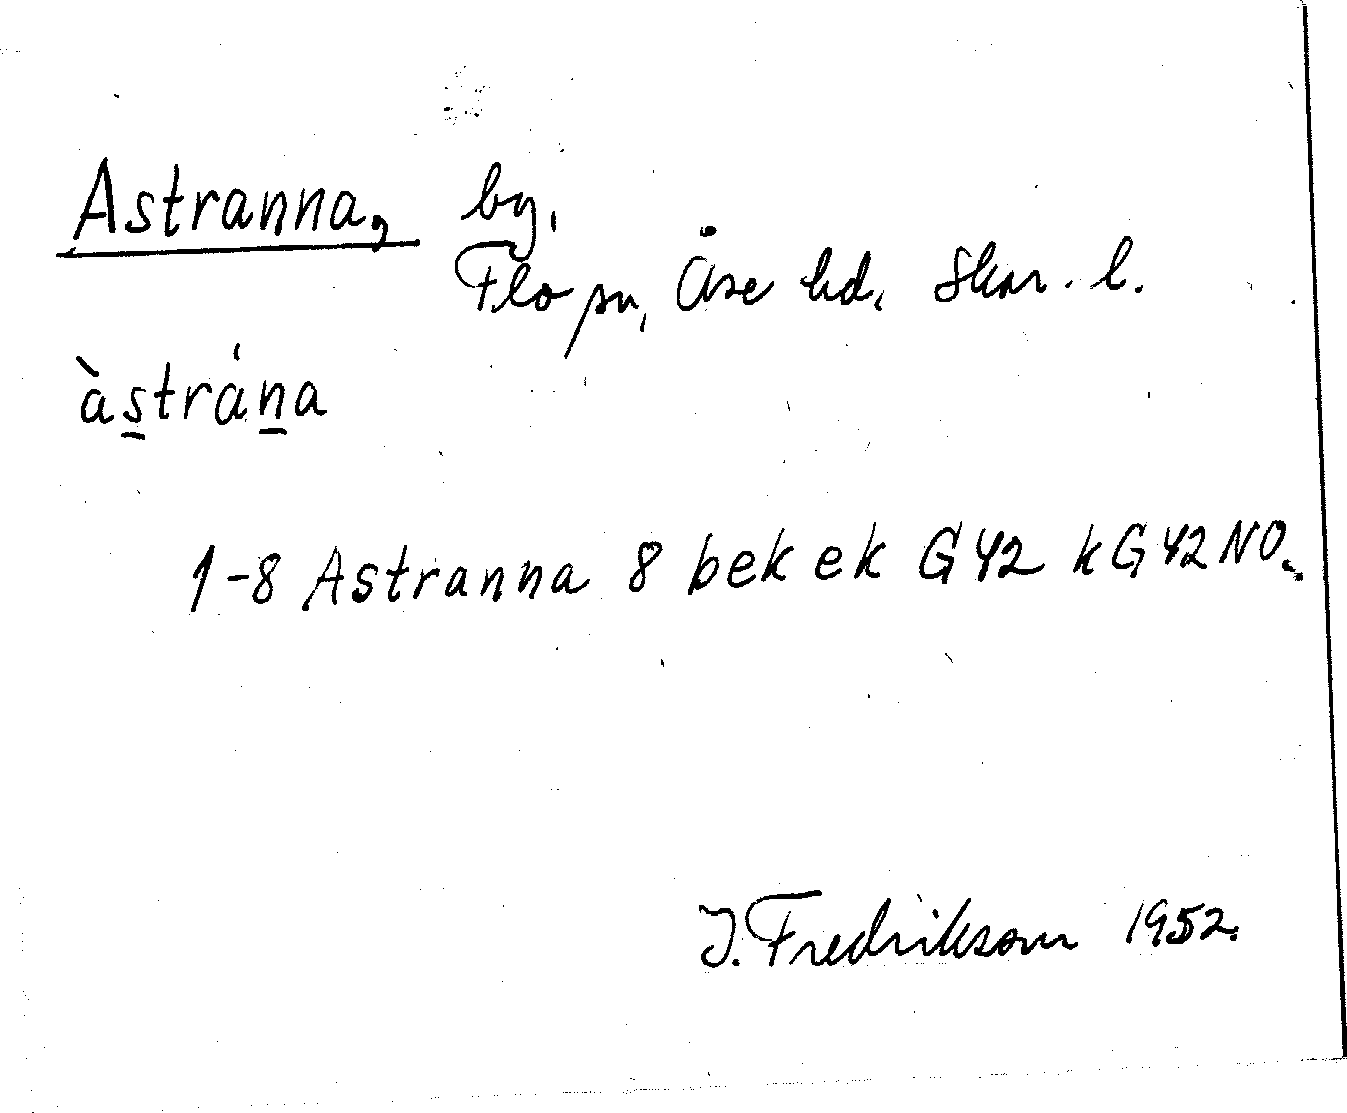 Astranna, by,
Flo sn, Åse hd, Skar. l.
àstrána
1-8 Astranna 8 bek ek G42 kG42NO.
I. Fredriksson 1952.